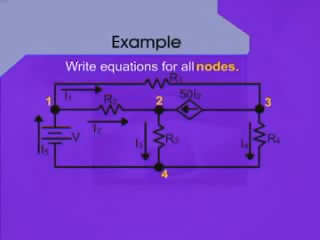 Example
Write equations for all nodes.
R₁
1 I₁ R₂ 2 50I₂ 3
I₂
I₅ V I₃ R₃ I₄ R₄
4